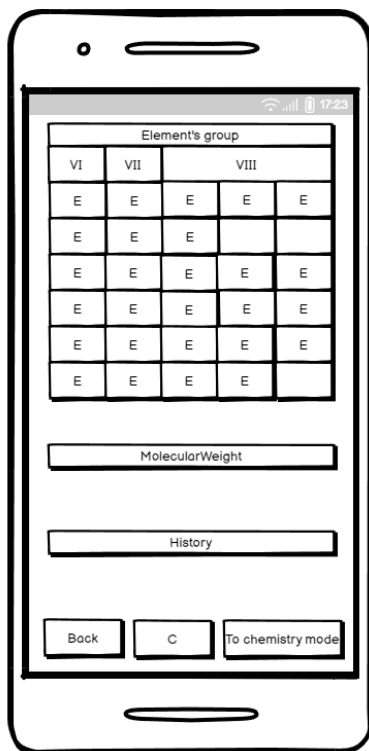 17:23
Element's group
VI VII VIII
E E E E E
E E E
E E E E E
E E E E E
E E E E E
E E E E
MolecularWeight
History
Back C To chemistry mode